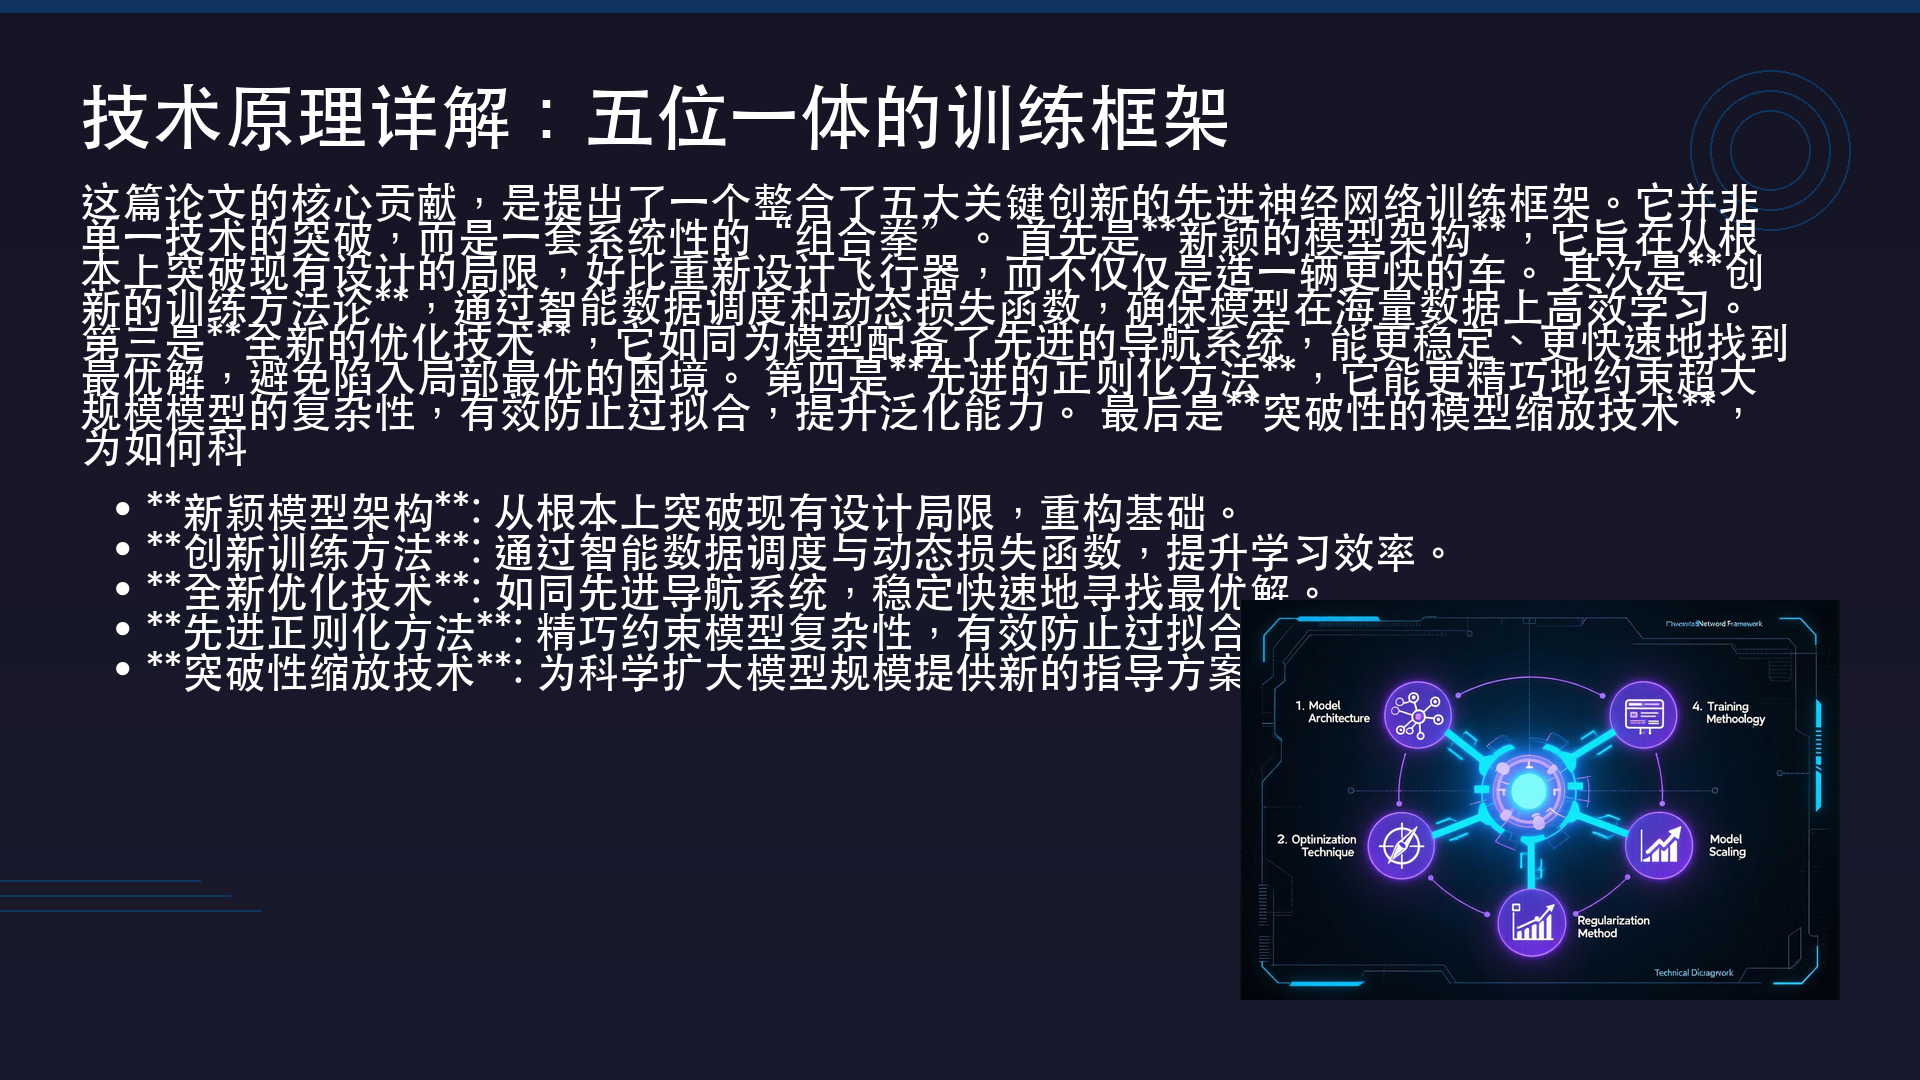 技术原理详解：五位一体的训练框架
这篇论文的核心贡献，是提出了一个整合了五大关键创新的先进神经网络训练框架。它并非
单一技术的突破，而是一套系统性的“组合拳”。 首先是**新颖的模型架构**，它旨在从根
本上突破现有设计的局限，好比重新设计飞行器，而不仅仅是造一辆更快的车。 其次是**创
新的训练方法论**，通过智能数据调度和动态损失函数，确保模型在海量数据上高效学习。
第三是**全新的优化技术**，它如同为模型配备了先进的导航系统，能更稳定、更快速地找到
最优解，避免陷入局部最优的困境。 第四是**先进的正则化方法**，它能更精巧地约束超大
规模模型的复杂性，有效防止过拟合，提升泛化能力。 最后是**突破性的模型缩放技术**，
为如何科
• **新颖模型架构**: 从根本上突破现有设计局限，重构基础。
• **创新训练方法**: 通过智能数据调度与动态损失函数，提升学习效率。
• **全新优化技术**: 如同先进导航系统，稳定快速地寻找最优解。
• **先进正则化方法**: 精巧约束模型复杂性，有效防止过拟合
• **突破性缩放技术**: 为科学扩大模型规模提供新的指导方案
1. Model
Architecture
4. Training
Methoology
2. Optirnization
Technique
Model
Scaling
Regularization
Method